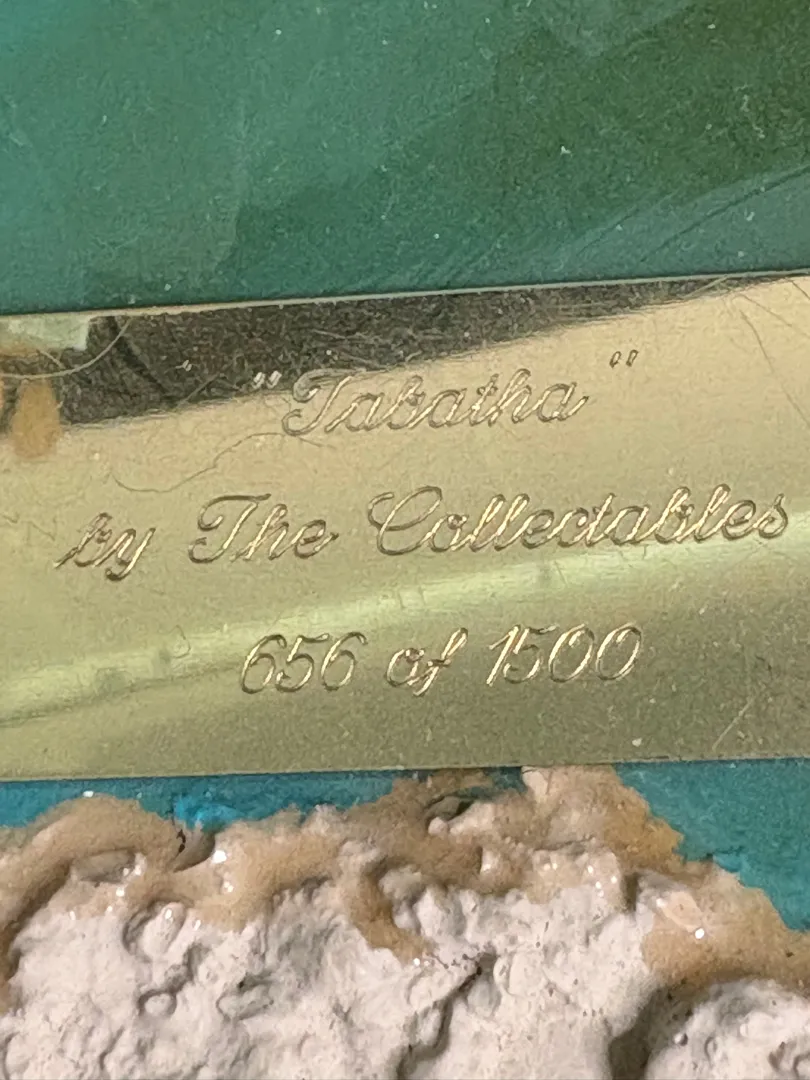 "Tabatha"
by The Collectables
656 of 1500